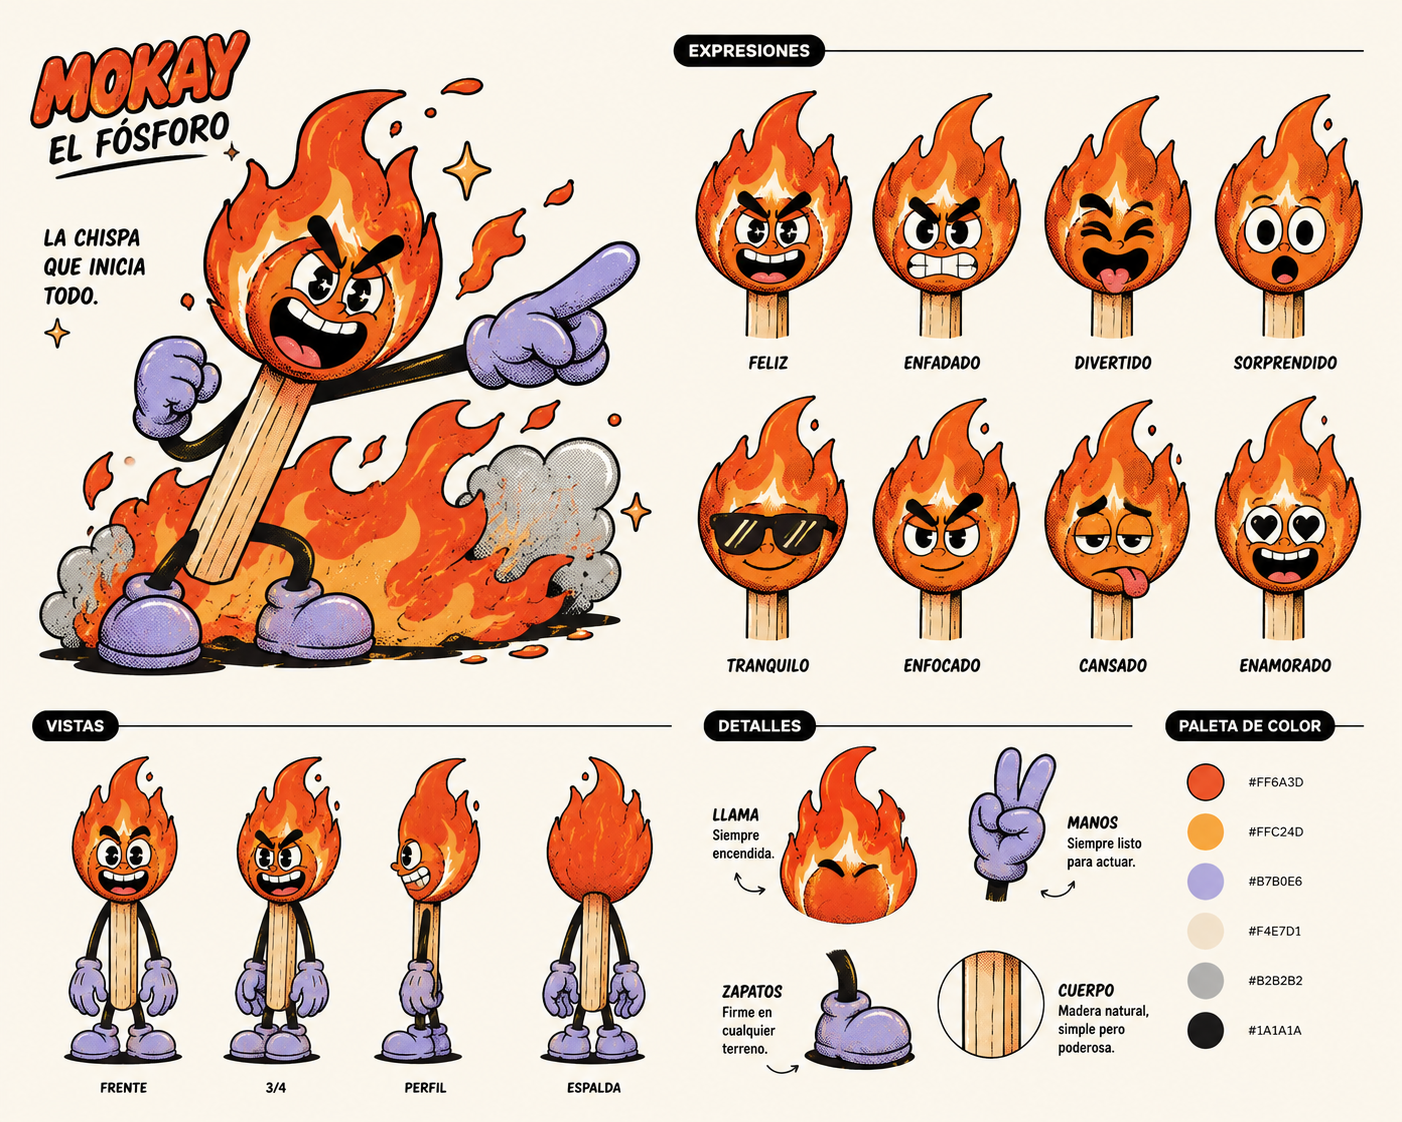 MOKAY
EL FÓSFORO
LA CHISPA
QUE INICIA
TODO.
EXPRESIONES
FELIZ
ENFADADO
DIVERTIDO
SORPRENDIDO
TRANQUILO
ENFOCADO
CANSADO
ENAMORADO
VISTAS
FRENTE
3/4
PERFIL
ESPALDA
DETALLES
LLAMA
Siempre
encendida.
MANOS
Siempre listo
para actuar.
ZAPATOS
Firme en
cualquier
terreno.
CUERPO
Madera natural,
simple pero
poderosa.
PALETA DE COLOR
#FF6A3D
#FFC24D
#B7B0E6
#F4E7D1
#B2B2B2
#1A1A1A